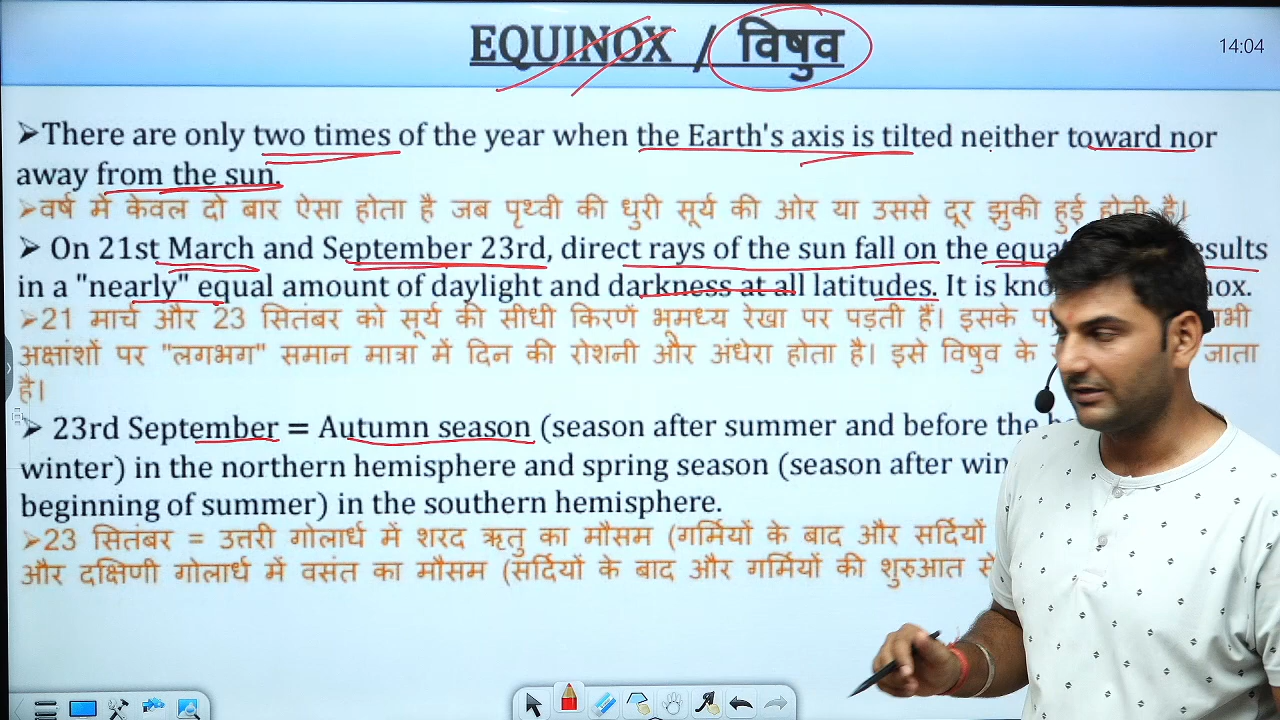 EQUINOX / विषुव
14:04
➤There are only two times of the year when the Earth's axis is tilted neither toward nor
away from the sun.
➤वर्ष में केवल दो बार ऐसा होता है जब पृथ्वी की धुरी सूर्य की ओर या उससे दूर झुकी हुई होती है।
➤ On 21st March and September 23rd, direct rays of the sun fall on the
in a "nearly" equal amount of daylight and darkness at all latitudes. It is
➤21 मार्च और 23 सितंबर को सूर्य की सीधी किरणें भूमध्य रेखा पर पड़ती हैं। इसके
अक्षांशों पर "लगभग" समान मात्रा में दिन की रोशनी और अंधेरा होता है। इसे विषुव के जाता
है।
➤ 23rd September = Autumn season (season after summer and before the
winter) in the northern hemisphere and spring season (season after
beginning of summer) in the southern hemisphere.
➤23 सितंबर = उत्तरी गोलार्ध में शरद ऋतु का मौसम (गर्मियों के बाद और सर्दियों
और दक्षिणी गोलार्ध में वसंत का मौसम (सर्दियों के बाद और गर्मियों की शुरुआत